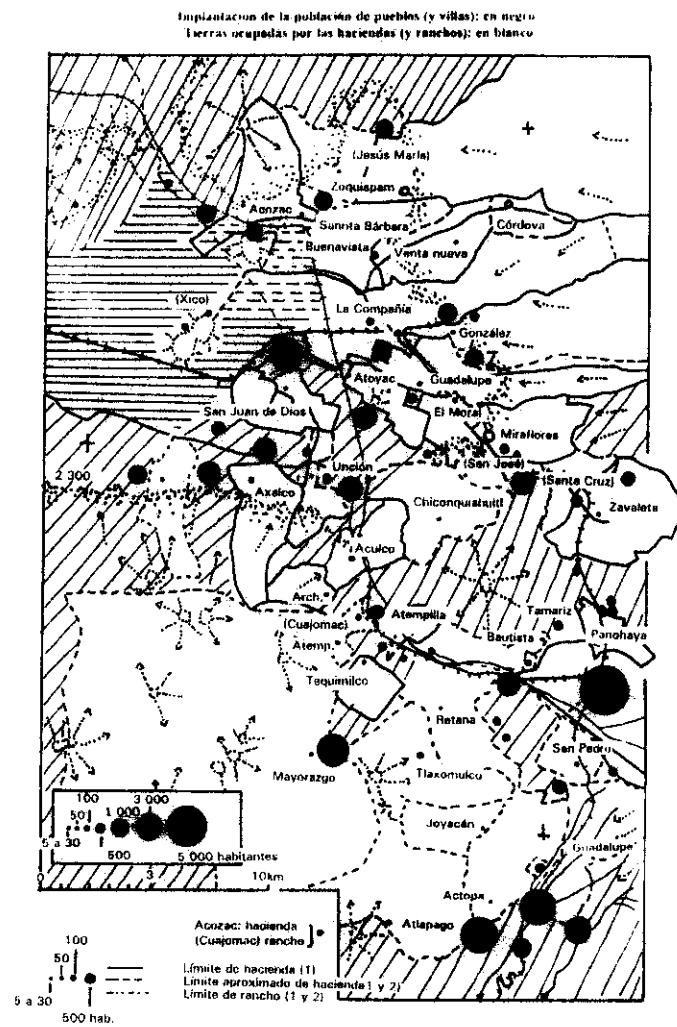 Implantación de la población de pueblos (y villas): en negro
Tierras ocupadas por las haciendas (y ranchos): en blanco
(Jesús María)
Zoquiapam
Aonzac
Sannta Bárbara
Córdova
Buenavista
Venta nueva
(Xico)
La Compañía
González
Atoyac
Guadalupe
San Juan de Dios
El Moral
Miraflores
(San José)
2 300
Unción
(Santa Cruz)
Axalco
Chiconquiahuitl
Zavaleta
Aculco
Arch.
(Cuajomac)
Atempilla
Tamariz
Atemp.
Bautista
Panohaya
Tequimilco
Retana
San Pedro
Mayorazgo
Tlaxomulco
Joyacán
100
3 000
50
1 000
5 a 30
500
5 000 habitantes
Guadalupe
0 3 10km
Actopa
Acozac: hacienda
(Cuajomac) rancho
Atlapago
100
50
5 a 30
500 hab.
Límite de hacienda (1)
Límite aproximado de hacienda 1 y 2)
Límite de rancho (1 y 2)